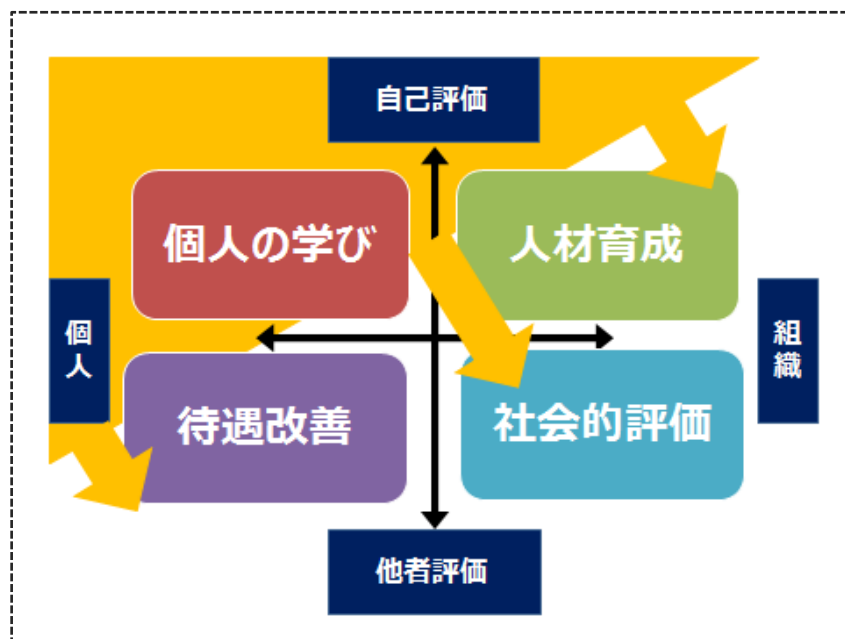 自己評価
個人の学び
人材育成
個人
組織
待遇改善
社会的評価
他者評価